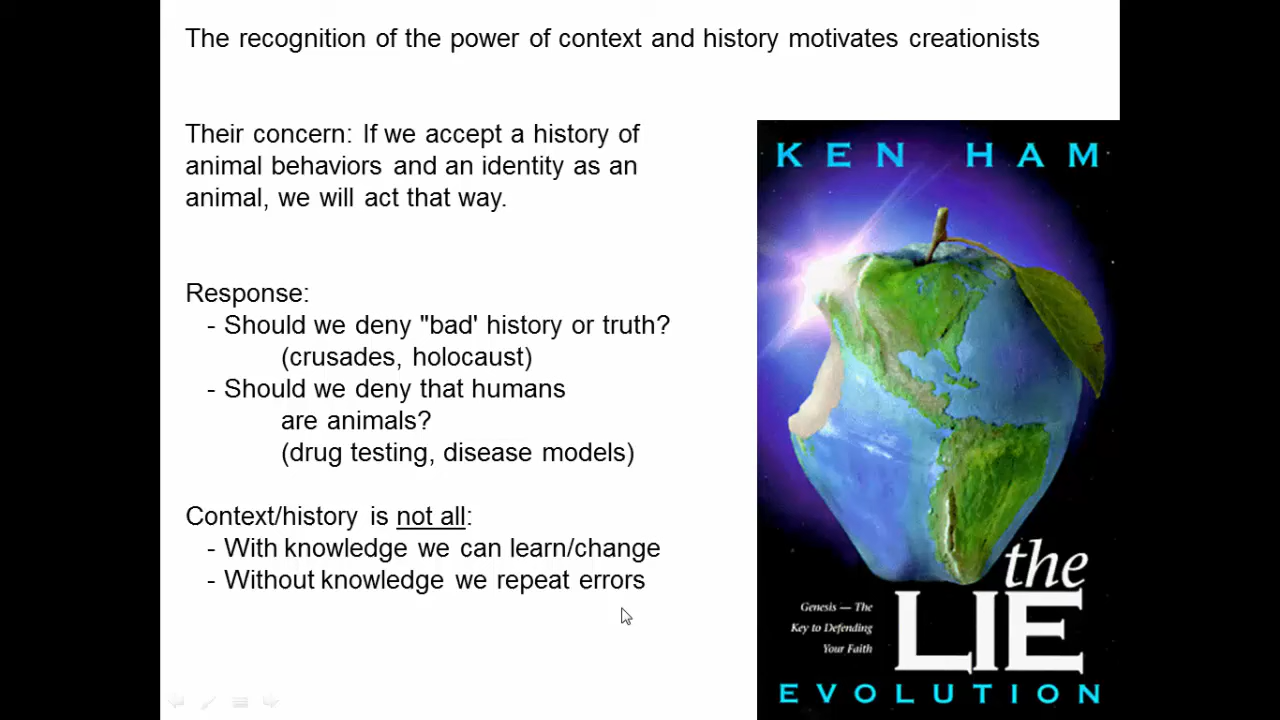 The recognition of the power of context and history motivates creationists
Their concern: If we accept a history of
animal behaviors and an identity as an
animal, we will act that way.
Response:
- Should we deny "bad' history or truth?
(crusades, holocaust)
- Should we deny that humans
are animals?
(drug testing, disease models)
Context/history is not all:
- With knowledge we can learn/change
- Without knowledge we repeat errors
KEN HAM
the
LIE
Genesis — The
Key to Defending
Your Faith
EVOLUTION